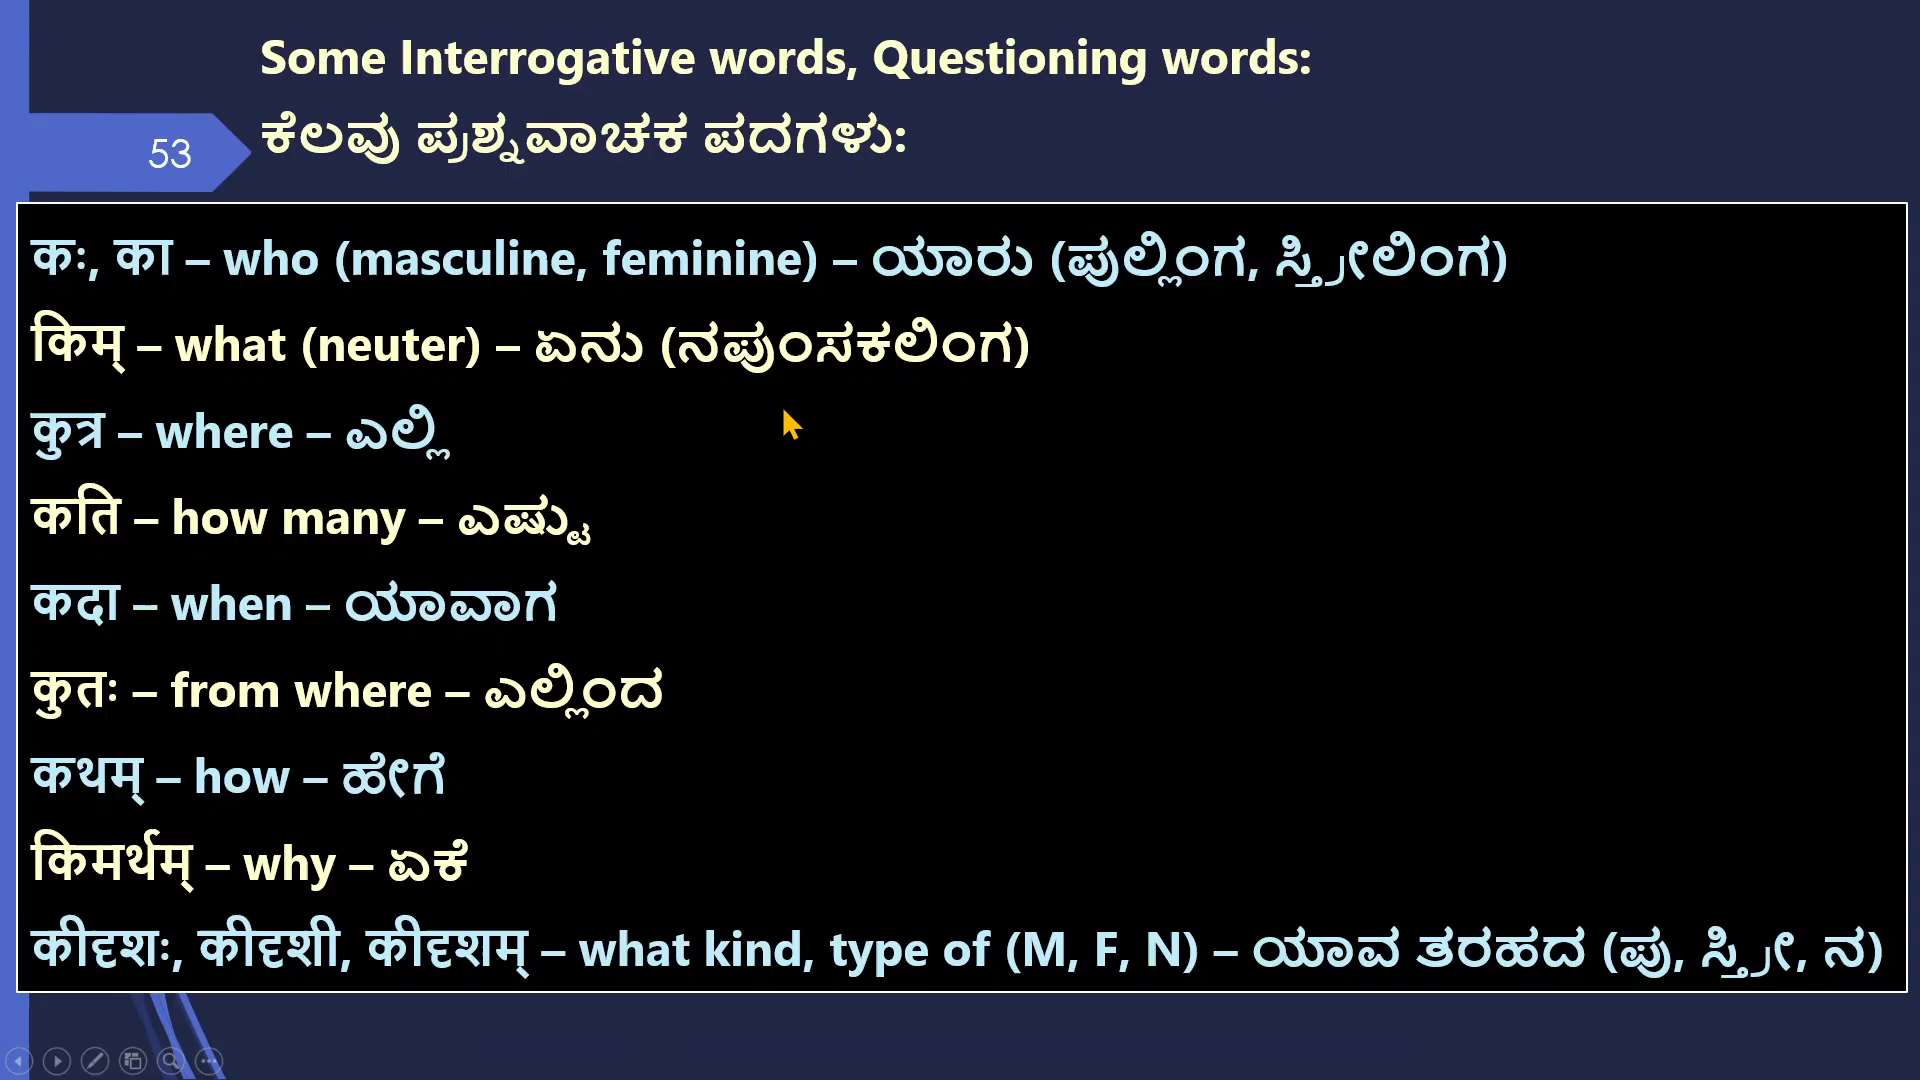 Some Interrogative words, Questioning words:
ಕೆಲವು ಪ್ರಶ್ನವಾಚಕ ಪದಗಳು:
53
कः, का – who (masculine, feminine) – ಯಾರು (ಪುಲ್ಲಿಂಗ, ಸ್ತ್ರೀಲಿಂಗ)
किम् – what (neuter) – ಏನು (ನಪುಂಸಕಲಿಂಗ)
कुत्र – where – ಎಲ್ಲಿ
कति – how many – ಎಷ್ಟು
कदा – when – ಯಾವಾಗ
कुतः – from where – ಎಲ್ಲಿಂದ
कथम् – how – ಹೇಗೆ
किमर्थम् – why – ಏಕೆ
कीदृशः, कीदृशी, कीदृशम् – what kind, type of (M, F, N) – ಯಾವ ತರಹದ (ಪು, ಸ್ತ್ರೀ, ನ)